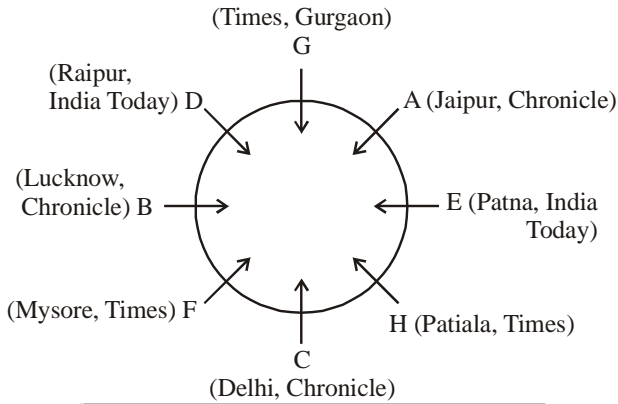 (Times, Gurgaon)
G
(Raipur,
India Today) D
A (Jaipur, Chronicle)
(Lucknow,
Chronicle) B
E (Patna, India
Today)
(Mysore, Times) F
H (Patiala, Times)
C
(Delhi, Chronicle)